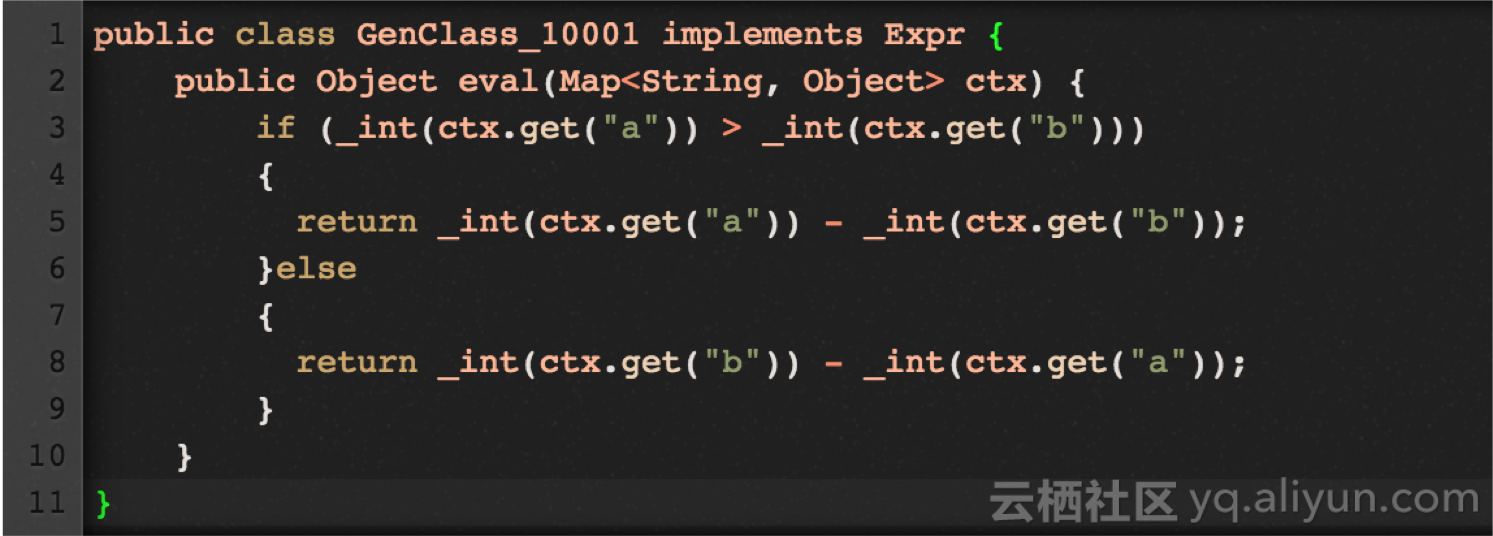 1 public class GenClass_10001 implements Expr {
2     public Object eval(Map<String, Object> ctx) {
3         if (_int(ctx.get("a")) > _int(ctx.get("b")))
4         {
5           return _int(ctx.get("a")) - _int(ctx.get("b"));
6         }else
7         {
8           return _int(ctx.get("b")) - _int(ctx.get("a"));
9         }
10     }
11 }
云栖社区 yq.aliyun.com